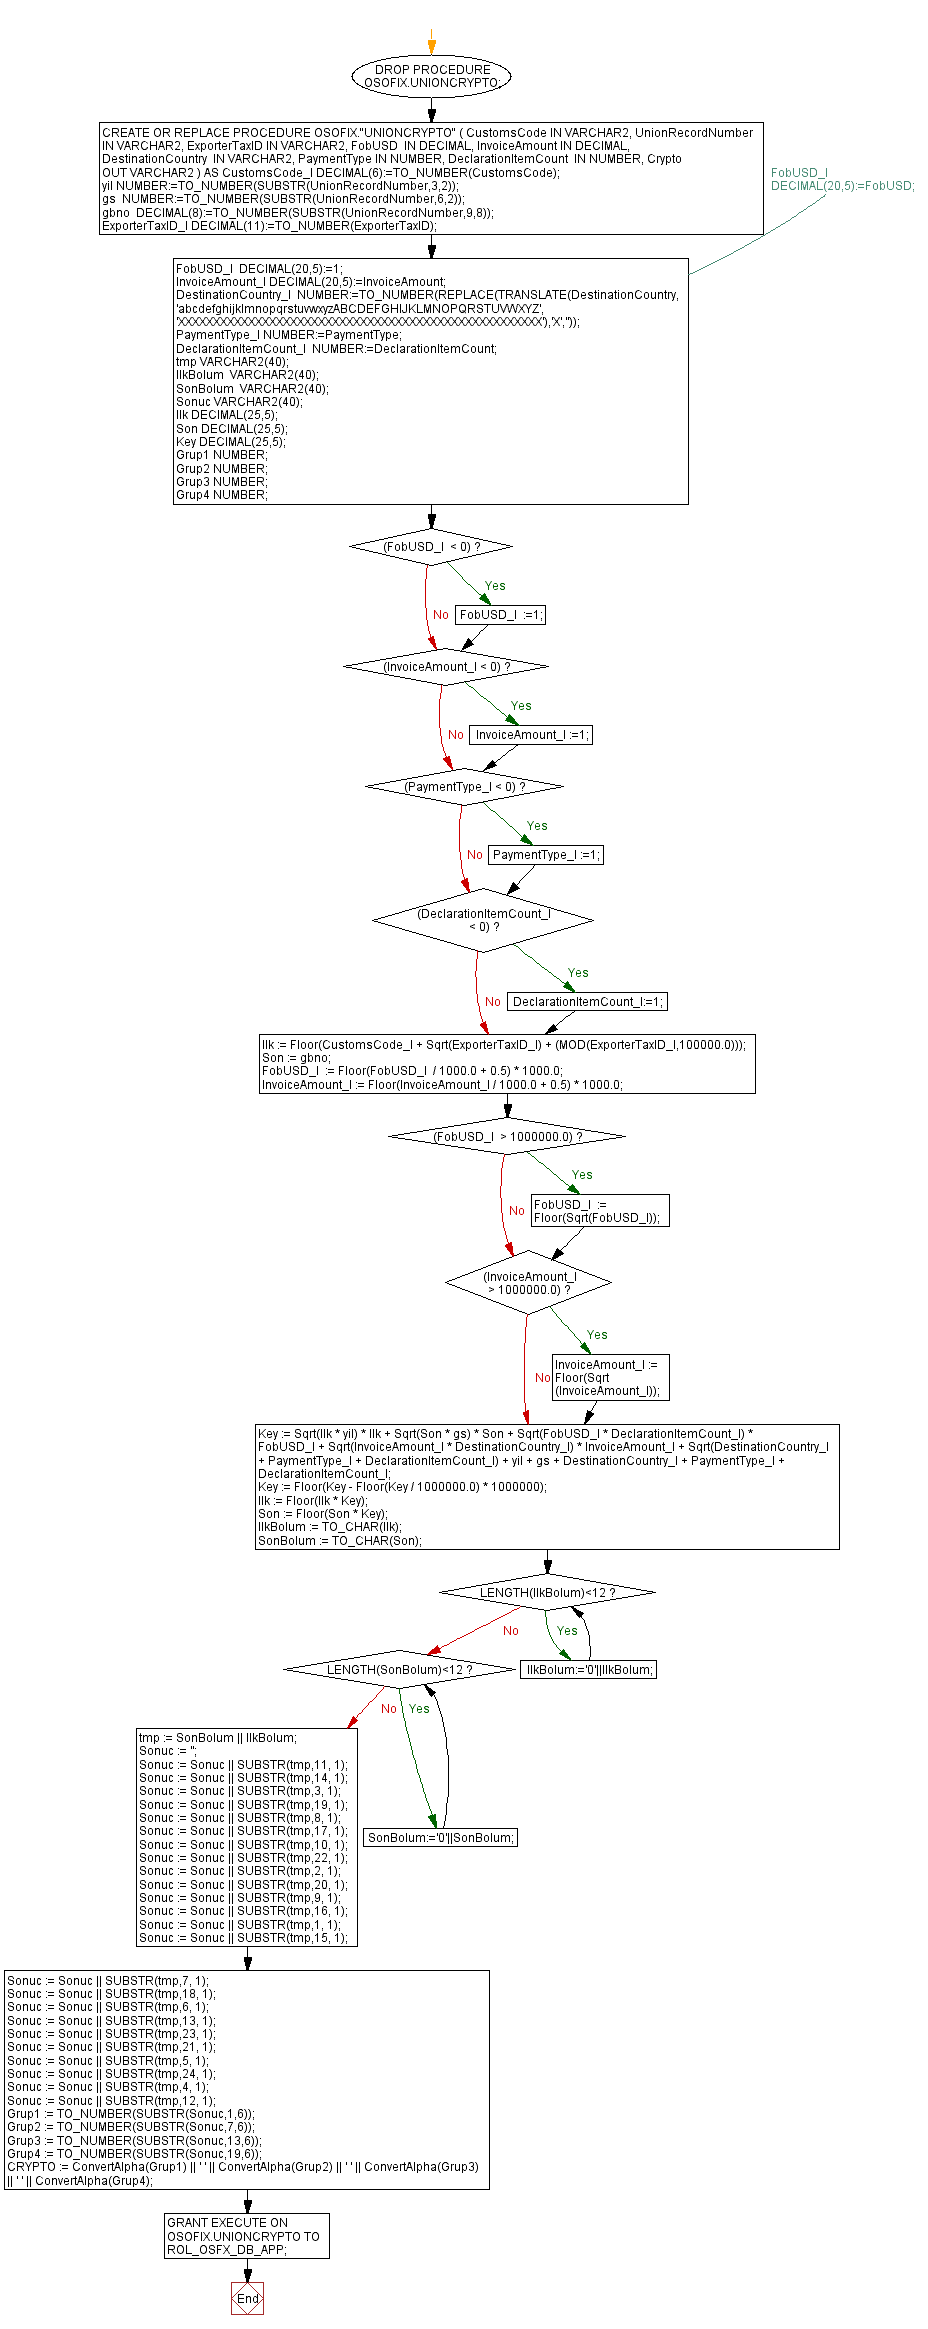 DROP PROCEDURE
OSOFIX.UNIONCRYPTO;
CREATE OR REPLACE PROCEDURE OSOFIX."UNIONCRYPTO" ( CustomsCode IN VARCHAR2, UnionRecordNumber
IN VARCHAR2, ExporterTaxID IN VARCHAR2, FobUSD  IN DECIMAL, InvoiceAmount IN DECIMAL,
DestinationCountry  IN VARCHAR2, PaymentType IN NUMBER, DeclarationItemCount  IN NUMBER, Crypto
OUT VARCHAR2 ) AS CustomsCode_I DECIMAL(6):=TO_NUMBER(CustomsCode);
yil NUMBER:=TO_NUMBER(SUBSTR(UnionRecordNumber,3,2));
gs  NUMBER:=TO_NUMBER(SUBSTR(UnionRecordNumber,6,2));
gbno  DECIMAL(8):=TO_NUMBER(SUBSTR(UnionRecordNumber,9,8));
ExporterTaxID_I DECIMAL(11):=TO_NUMBER(ExporterTaxID);
FobUSD_I
DECIMAL(20,5):=FobUSD;
FobUSD_I  DECIMAL(20,5):=1;
InvoiceAmount_I DECIMAL(20,5):=InvoiceAmount;
DestinationCountry_I  NUMBER:=TO_NUMBER(REPLACE(TRANSLATE(DestinationCountry,
'abcdefghijklmnopqrstuvwxyzABCDEFGHIJKLMNOPQRSTUVWXYZ',
'XXXXXXXXXXXXXXXXXXXXXXXXXXXXXXXXXXXXXXXXXXXXXXXXXXXX'),'X',''));
PaymentType_I NUMBER:=PaymentType;
DeclarationItemCount_I  NUMBER:=DeclarationItemCount;
tmp VARCHAR2(40);
IlkBolum  VARCHAR2(40);
SonBolum  VARCHAR2(40);
Sonuc VARCHAR2(40);
Ilk DECIMAL(25,5);
Son DECIMAL(25,5);
Key DECIMAL(25,5);
Grup1 NUMBER;
Grup2 NUMBER;
Grup3 NUMBER;
Grup4 NUMBER;
(FobUSD_I  < 0) ?
Yes
No
FobUSD_I  :=1;
(InvoiceAmount_I < 0) ?
Yes
No
InvoiceAmount_I :=1;
(PaymentType_I < 0) ?
Yes
No
PaymentType_I :=1;
(DeclarationItemCount_I
< 0) ?
Yes
No
DeclarationItemCount_I:=1;
Ilk := Floor(CustomsCode_I + Sqrt(ExporterTaxID_I) + (MOD(ExporterTaxID_I,100000.0)));
Son := gbno;
FobUSD_I  := Floor(FobUSD_I  / 1000.0 + 0.5) * 1000.0;
InvoiceAmount_I := Floor(InvoiceAmount_I / 1000.0 + 0.5) * 1000.0;
(FobUSD_I  > 1000000.0) ?
Yes
No
FobUSD_I  :=
Floor(Sqrt(FobUSD_I));
(InvoiceAmount_I
> 1000000.0) ?
Yes
No
InvoiceAmount_I :=
Floor(Sqrt
(InvoiceAmount_I));
Key := Sqrt(Ilk * yil) * Ilk + Sqrt(Son * gs) * Son + Sqrt(FobUSD_I * DeclarationItemCount_I) *
FobUSD_I + Sqrt(InvoiceAmount_I * DestinationCountry_I) * InvoiceAmount_I + Sqrt(DestinationCountry_I
+ PaymentType_I + DeclarationItemCount_I) + yil + gs + DestinationCountry_I + PaymentType_I +
DeclarationItemCount_I;
Key := Floor(Key - Floor(Key / 1000000.0) * 1000000);
Ilk := Floor(Ilk * Key);
Son := Floor(Son * Key);
IlkBolum := TO_CHAR(Ilk);
SonBolum := TO_CHAR(Son);
LENGTH(IlkBolum)<12 ?
No
Yes
IlkBolum:='0'||IlkBolum;
LENGTH(SonBolum)<12 ?
No
Yes
SonBolum:='0'||SonBolum;
tmp := SonBolum || IlkBolum;
Sonuc := '';
Sonuc := Sonuc || SUBSTR(tmp,11, 1);
Sonuc := Sonuc || SUBSTR(tmp,14, 1);
Sonuc := Sonuc || SUBSTR(tmp,3, 1);
Sonuc := Sonuc || SUBSTR(tmp,19, 1);
Sonuc := Sonuc || SUBSTR(tmp,8, 1);
Sonuc := Sonuc || SUBSTR(tmp,17, 1);
Sonuc := Sonuc || SUBSTR(tmp,10, 1);
Sonuc := Sonuc || SUBSTR(tmp,22, 1);
Sonuc := Sonuc || SUBSTR(tmp,2, 1);
Sonuc := Sonuc || SUBSTR(tmp,20, 1);
Sonuc := Sonuc || SUBSTR(tmp,9, 1);
Sonuc := Sonuc || SUBSTR(tmp,16, 1);
Sonuc := Sonuc || SUBSTR(tmp,1, 1);
Sonuc := Sonuc || SUBSTR(tmp,15, 1);
Sonuc := Sonuc || SUBSTR(tmp,7, 1);
Sonuc := Sonuc || SUBSTR(tmp,18, 1);
Sonuc := Sonuc || SUBSTR(tmp,6, 1);
Sonuc := Sonuc || SUBSTR(tmp,13, 1);
Sonuc := Sonuc || SUBSTR(tmp,23, 1);
Sonuc := Sonuc || SUBSTR(tmp,21, 1);
Sonuc := Sonuc || SUBSTR(tmp,5, 1);
Sonuc := Sonuc || SUBSTR(tmp,24, 1);
Sonuc := Sonuc || SUBSTR(tmp,4, 1);
Sonuc := Sonuc || SUBSTR(tmp,12, 1);
Grup1 := TO_NUMBER(SUBSTR(Sonuc,1,6));
Grup2 := TO_NUMBER(SUBSTR(Sonuc,7,6));
Grup3 := TO_NUMBER(SUBSTR(Sonuc,13,6));
Grup4 := TO_NUMBER(SUBSTR(Sonuc,19,6));
CRYPTO := ConvertAlpha(Grup1) || ' ' || ConvertAlpha(Grup2) || ' ' || ConvertAlpha(Grup3)
|| ' ' || ConvertAlpha(Grup4);
GRANT EXECUTE ON
OSOFIX.UNIONCRYPTO TO
ROL_OSFX_DB_APP;
End